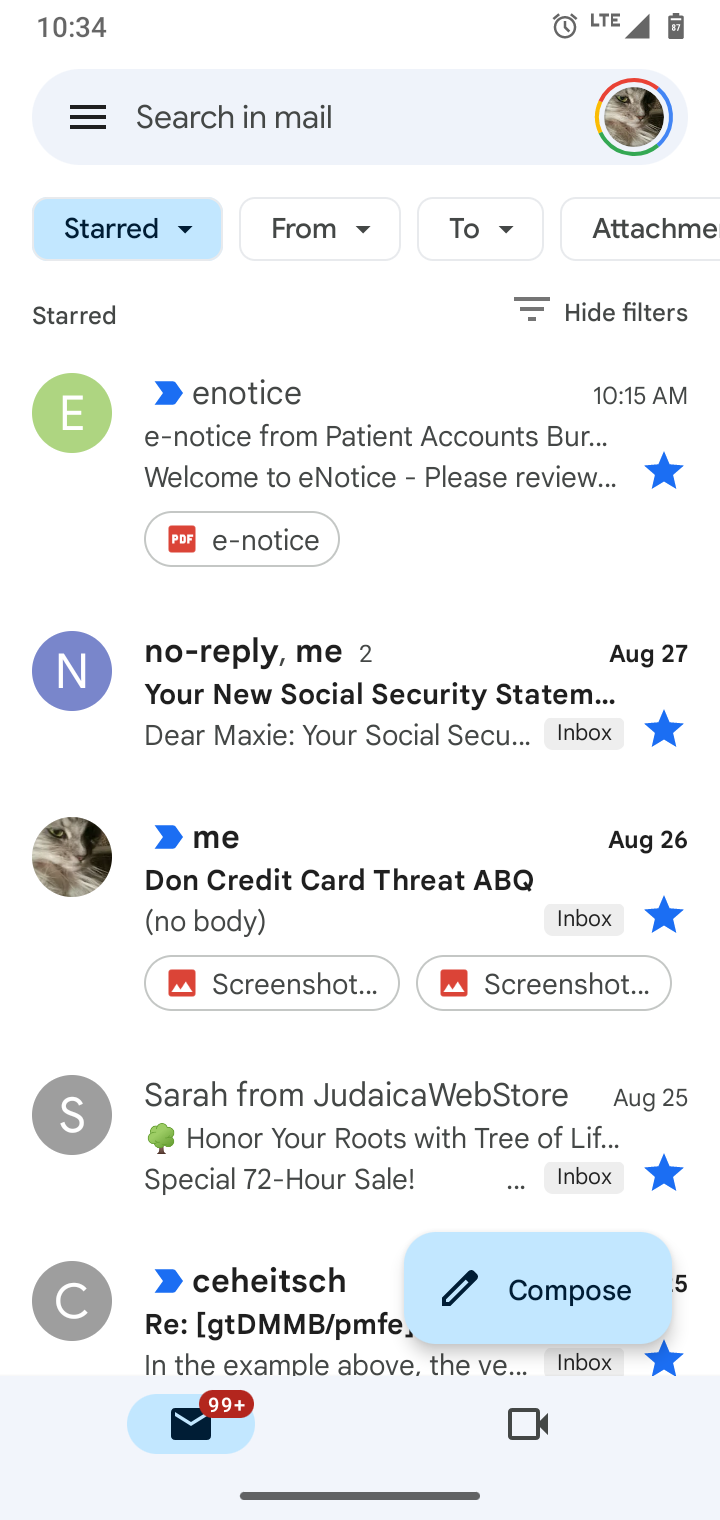 10:34
LTE
87
Search in mail
Starred
From
To
Attachme
Starred
Hide filters
E
enotice
10:15 AM
e-notice from Patient Accounts Bur...
Welcome to eNotice - Please review...
PDF e-notice
N
no-reply, me 2
Aug 27
Your New Social Security Statem...
Dear Maxie: Your Social Secu...
Inbox
me
Aug 26
Don Credit Card Threat ABQ
(no body)
Inbox
Screenshot...
Screenshot...
S
Sarah from JudaicaWebStore
Aug 25
🌳 Honor Your Roots with Tree of Lif...
Special 72-Hour Sale! ...
Inbox
C
ceheitsch
5
Re: [gtDMMB/pmfe]
In the example above, the ve...
Inbox
Compose
99+